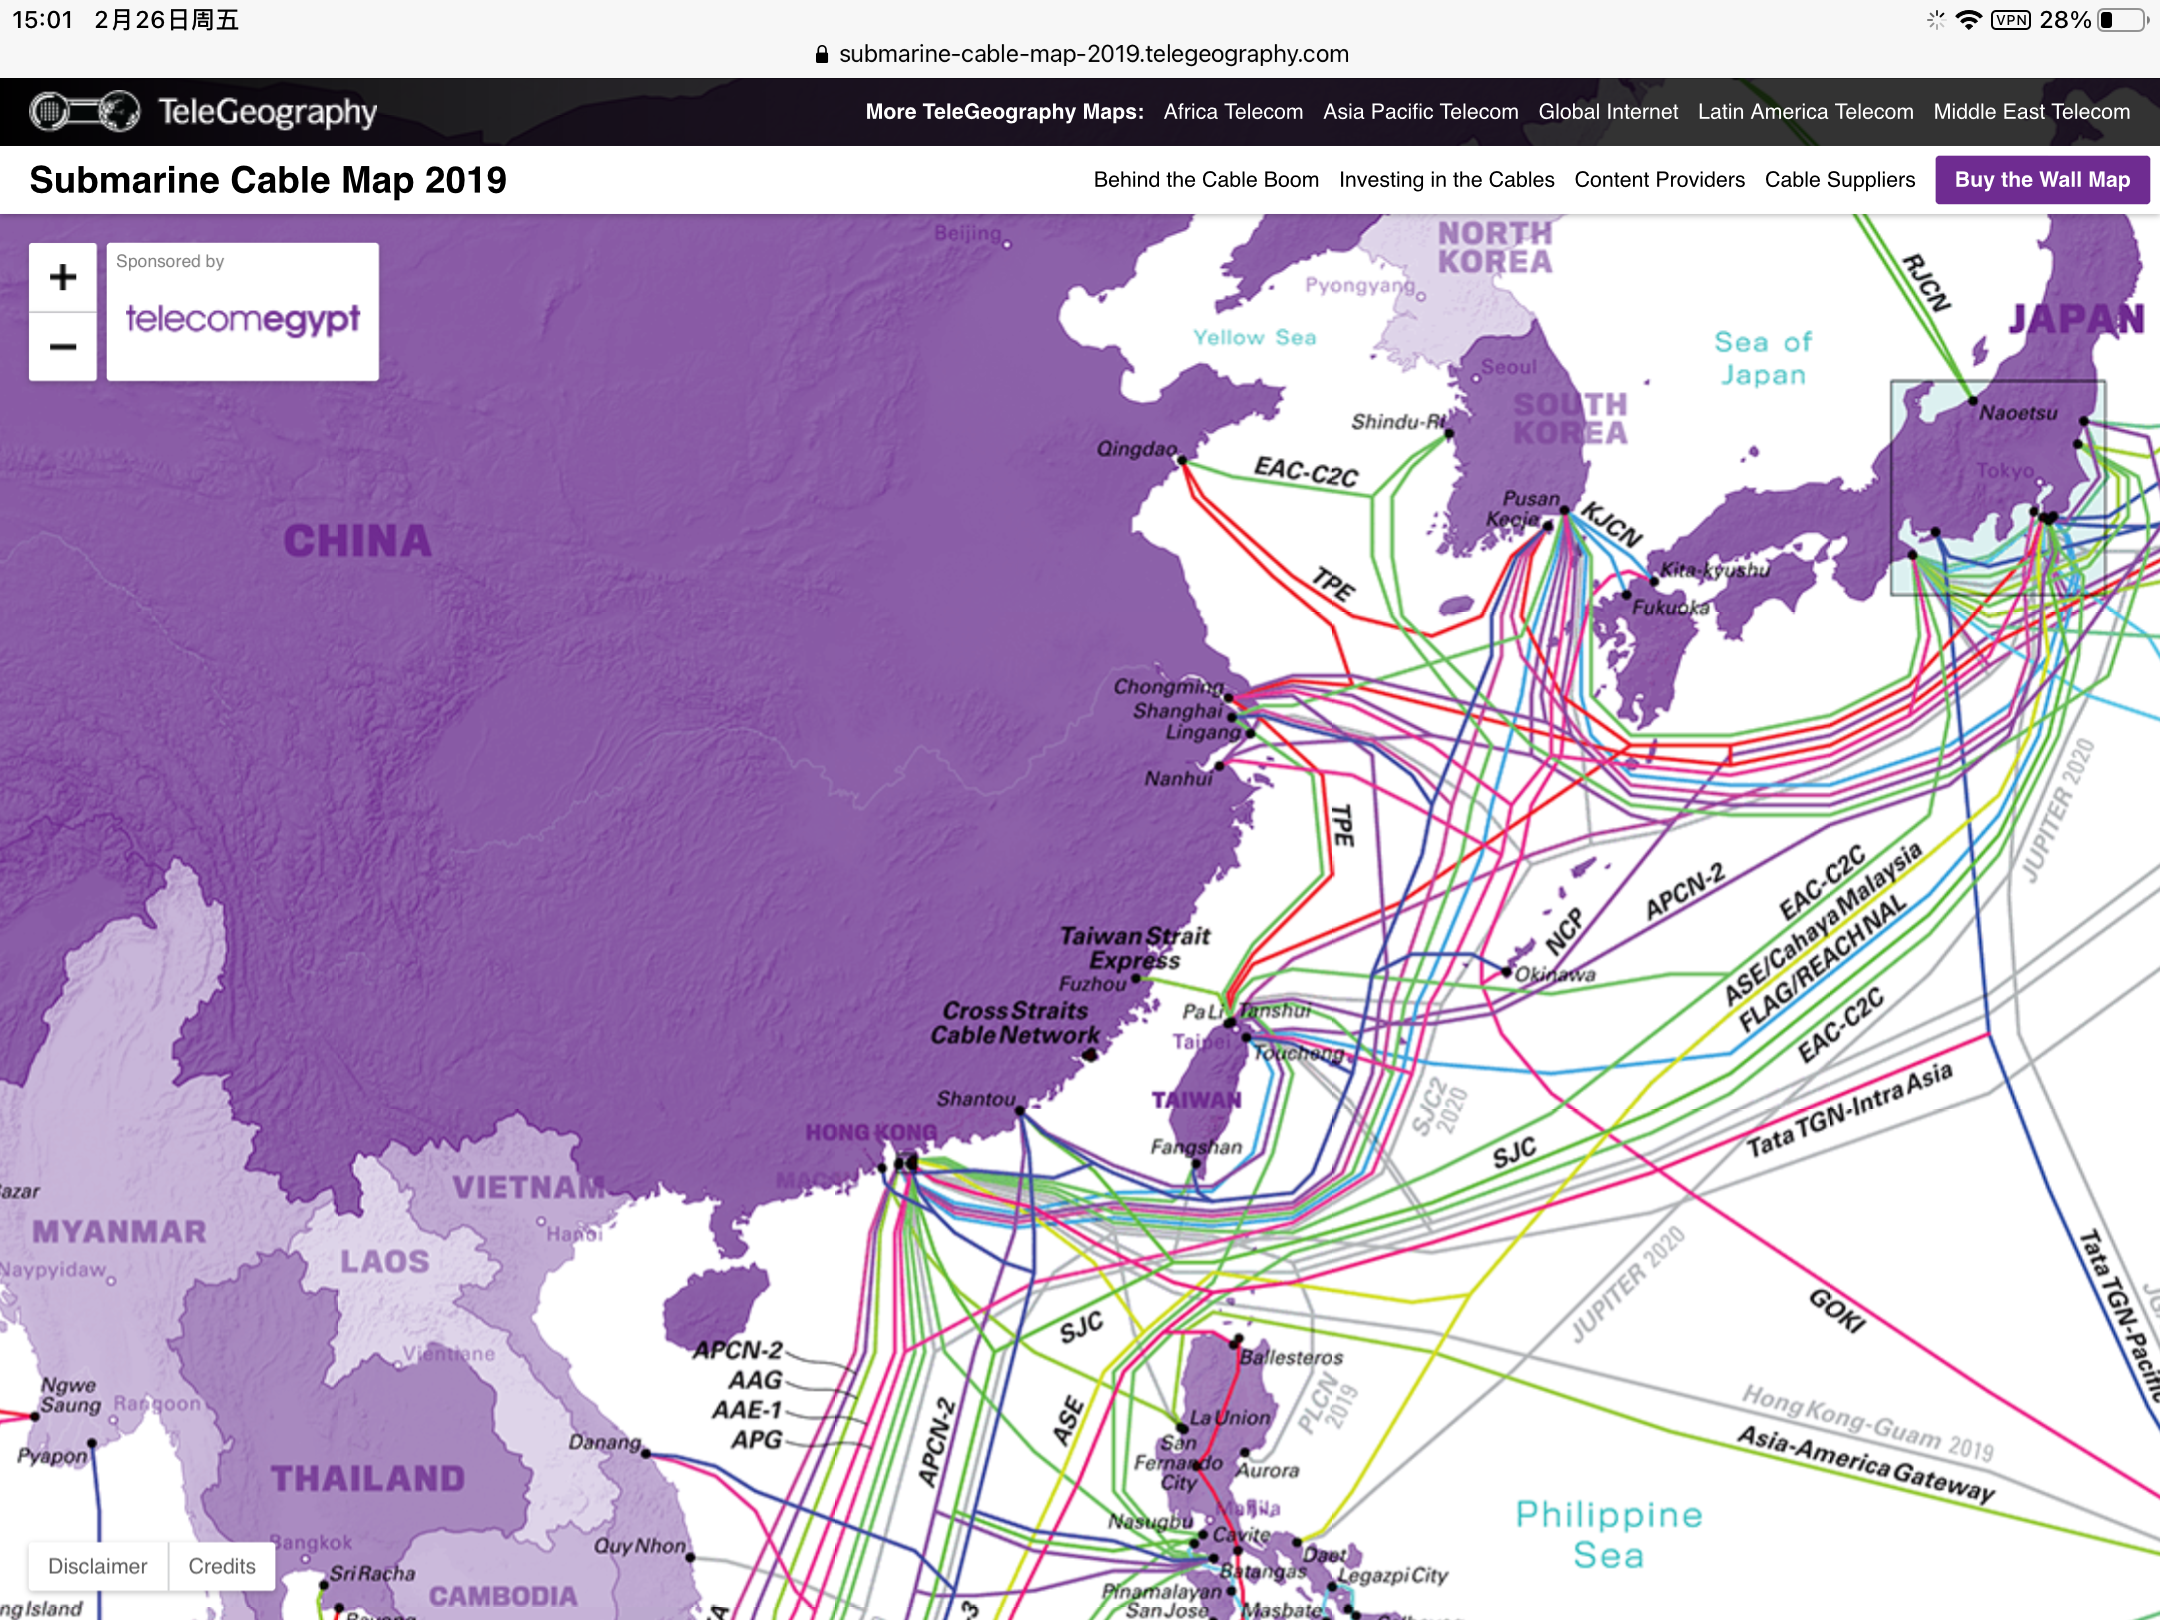 15:01 2月26日周五
VPN 28%
submarine-cable-map-2019.telegeography.com
TeleGeography
More TeleGeography Maps: Africa Telecom Asia Pacific Telecom Global Internet Latin America Telecom Middle East Telecom
Submarine Cable Map 2019
Behind the Cable Boom Investing in the Cables Content Providers Cable Suppliers Buy the Wall Map
+
−
Sponsored by
telecomegypt
Beijing
NORTH
KOREA
Pyongyang
Yellow Sea
Sea of
Japan
RJCN
JAPAN
Seoul
SOUTH
KOREA
Shindu-Ri
Naoetsu
Tokyo
Qingdao
EAC-C2C
Pusan
Keoje
KJCN
Kita-kyushu
Fukuoka
TPE
CHINA
Chongming
Shanghai
Lingang
Nanhui
TPE
JUPITER 2020
APCN-2
EAC-C2C
ASE/Cahaya Malaysia
FLAG/REACH NAL
EAC-C2C
NCP
Okinawa
Taiwan Strait
Express
Fuzhou
Cross Straits
Cable Network
Pa Li
Tanshui
Taipei
Toucheng
TAIWAN
Fangshan
Shantou
HONG KONG
MACAU
SJC2
2020
SJC
Tata TGN-Intra Asia
Tata TGN-Pacific
JUPITER 2020
GOKI
VIETNAM
Hanoi
MYANMAR
Naypyidaw
LAOS
Vientiane
azar
Ngwe
Saung
Rangoon
Pyapon
THAILAND
Bangkok
Sri Racha
CAMBODIA
Danang
Quy Nhon
APCN-2
AAG
AAE-1
APG
APCN-2
SJC
ASE
Ballesteros
PLCN
2019
La Union
San
Fernando
City
Aurora
Manila
Nasugbu
Cavite
Batangas
Daet
Legazpi City
Pinamalayan
San Jose
Masbate
Hong Kong-Guam 2019
Asia-America Gateway
Philippine
Sea
Disclaimer
Credits
ng Island